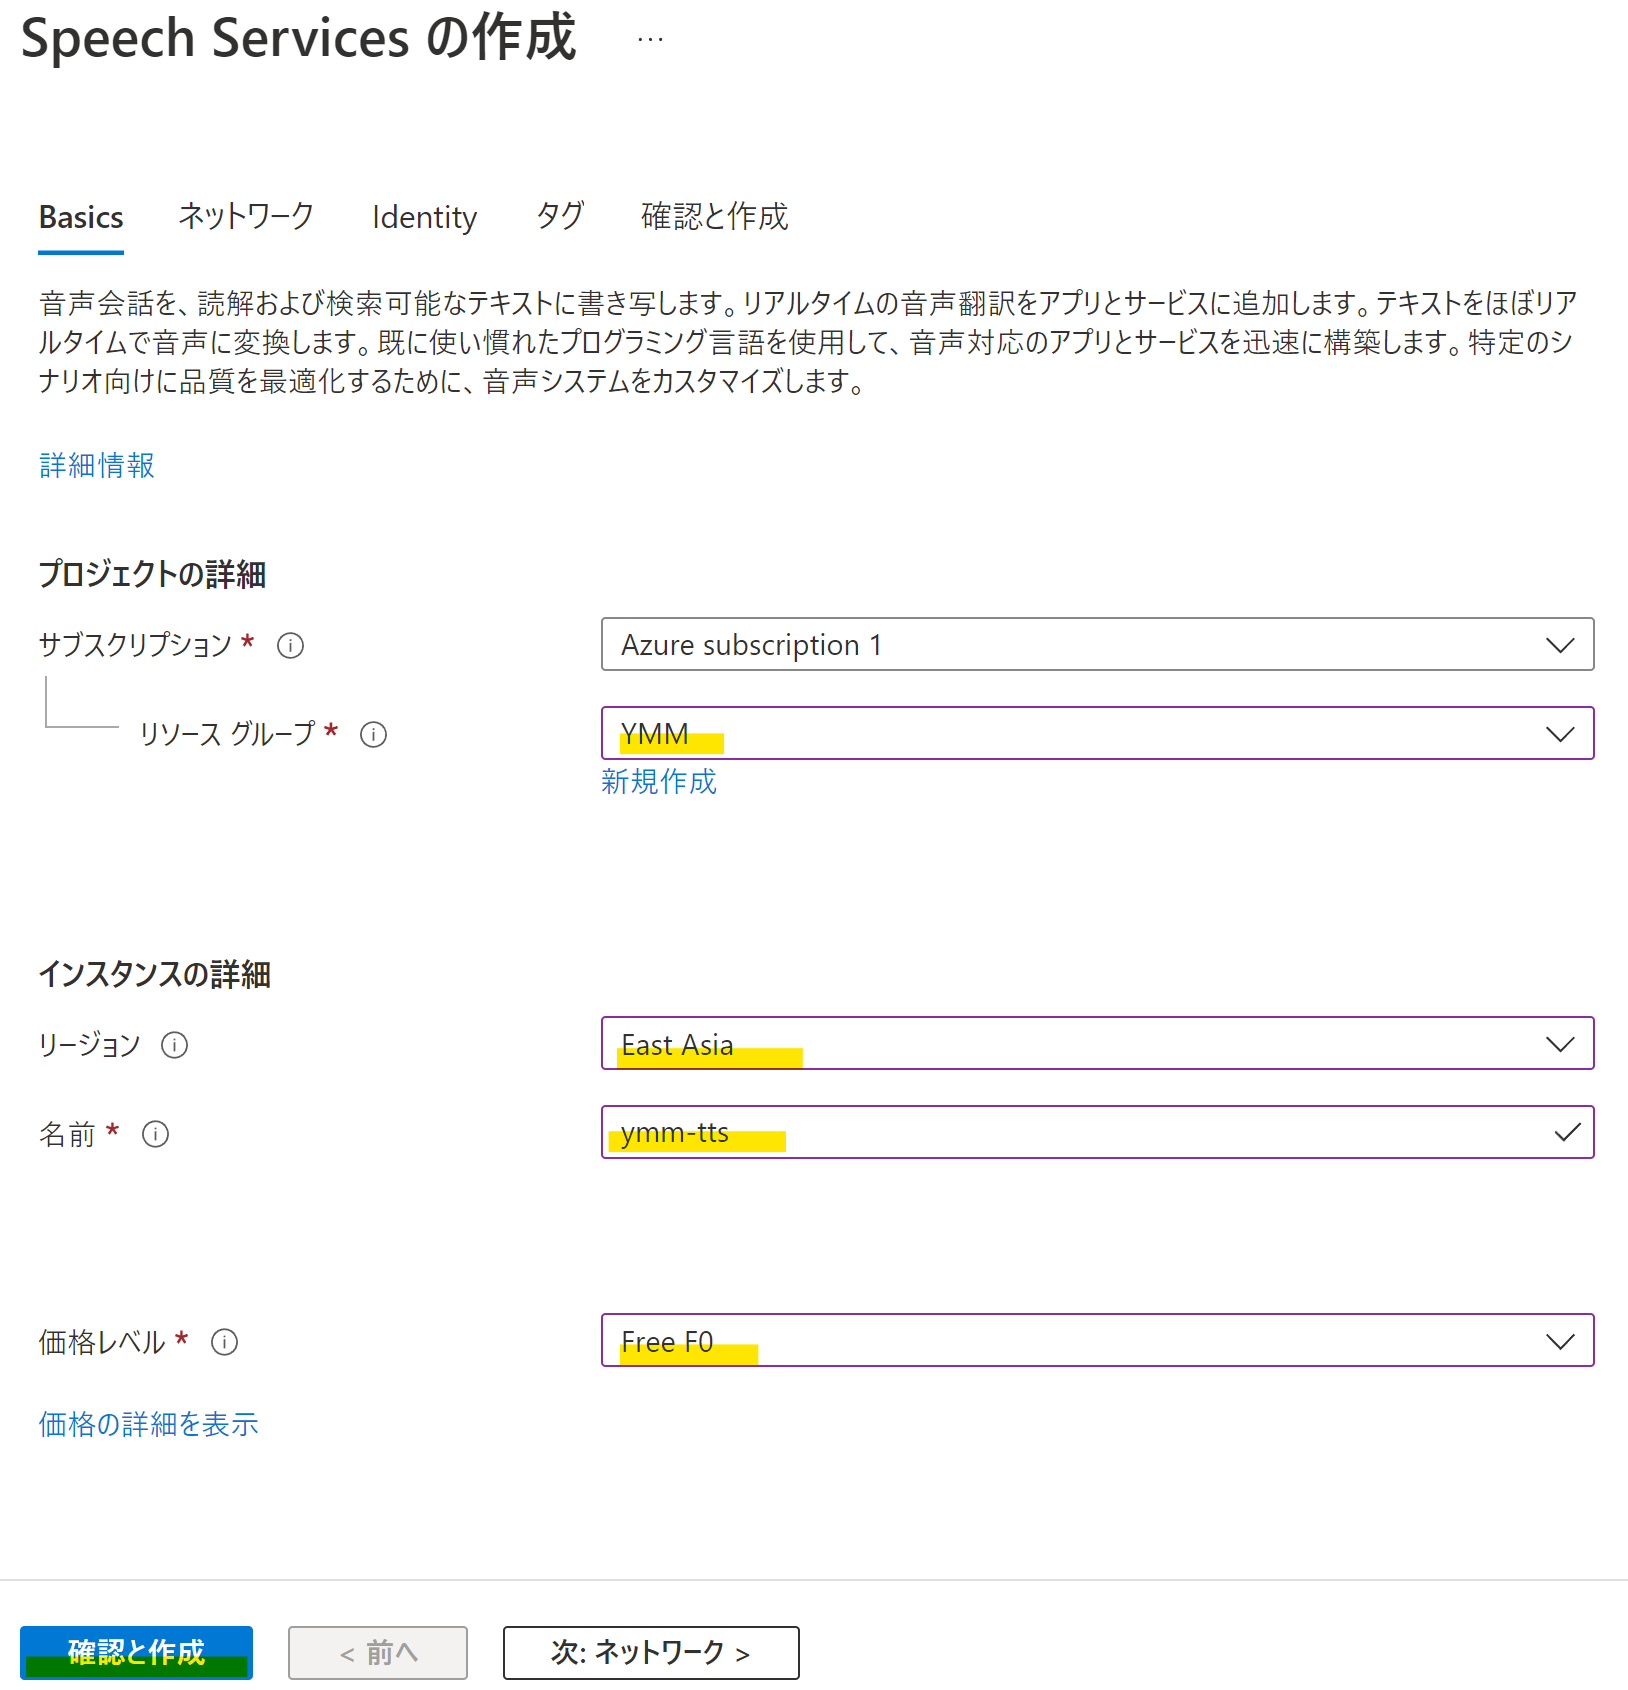 Speech Services の作成 ...
Basics ネットワーク Identity タグ 確認と作成
音声会話を、読解および検索可能なテキストに書き写します。リアルタイムの音声翻訳をアプリとサービスに追加します。テキストをほぼリア
ルタイムで音声に変換します。既に使い慣れたプログラミング言語を使用して、音声対応のアプリとサービスを迅速に構築します。特定のシ
ナリオ向けに品質を最適化するために、音声システムをカスタマイズします。
詳細情報
プロジェクトの詳細
サブスクリプション * Azure subscription 1
リソース グループ * YMM
新規作成
インスタンスの詳細
リージョン East Asia
名前 * ymm-tts
価格レベル * Free F0
価格の詳細を表示
確認と作成 < 前へ 次: ネットワーク >